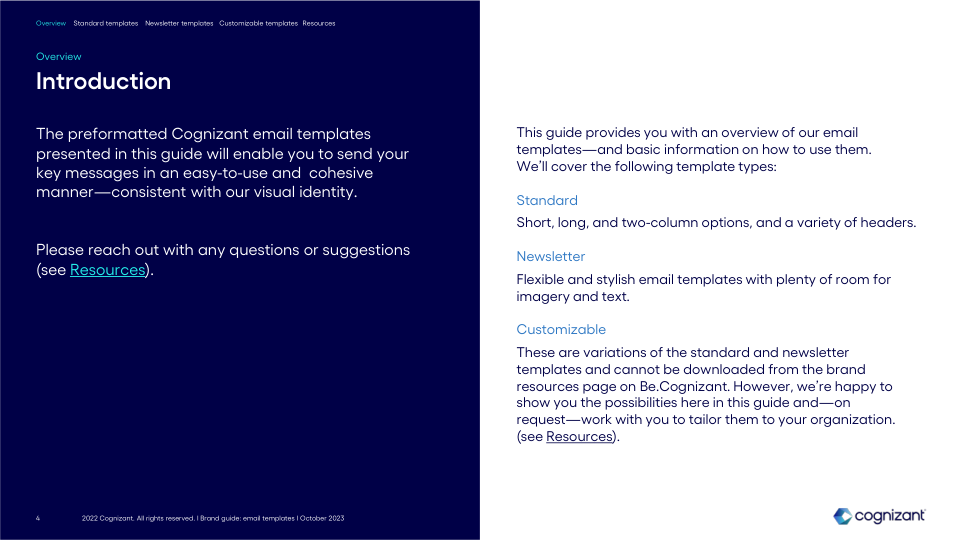 Overview Standard templates Newsletter templates Customizable templates Resources
Overview
Introduction
The preformatted Cognizant email templates
presented in this guide will enable you to send your
key messages in an easy-to-use and  cohesive
manner—consistent with our visual identity.
Please reach out with any questions or suggestions
(see Resources).
This guide provides you with an overview of our email
templates—and basic information on how to use them.
We’ll cover the following template types:
Standard
Short, long, and two-column options, and a variety of headers.
Newsletter
Flexible and stylish email templates with plenty of room for
imagery and text.
Customizable
These are variations of the standard and newsletter
templates and cannot be downloaded from the brand
resources page on Be.Cognizant. However, we’re happy to
show you the possibilities here in this guide and—on
request—work with you to tailor them to your organization.
(see Resources).
4 2022 Cognizant. All rights reserved. I Brand guide: email templates I October 2023
cognizant